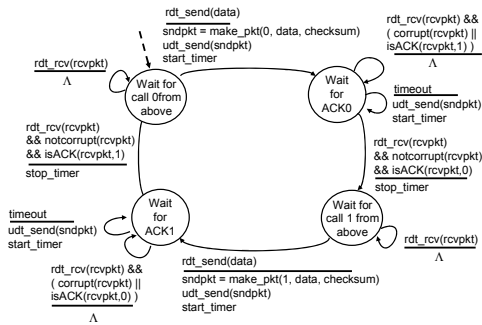 rdt_send(data)
sndpkt = make_pkt(0, data, checksum)
udt_send(sndpkt)
start_timer
rdt_rcv(rcvpkt) &&
( corrupt(rcvpkt) ||
isACK(rcvpkt,1) )
Λ
rdt_rcv(rcvpkt)
Λ
Wait for
call 0from
above
Wait
for
ACK0
timeout
udt_send(sndpkt)
start_timer
rdt_rcv(rcvpkt)
&& notcorrupt(rcvpkt)
&& isACK(rcvpkt,1)
stop_timer
rdt_rcv(rcvpkt)
&& notcorrupt(rcvpkt)
&& isACK(rcvpkt,0)
stop_timer
timeout
udt_send(sndpkt)
start_timer
Wait
for
ACK1
Wait for
call 1 from
above
rdt_rcv(rcvpkt)
Λ
rdt_rcv(rcvpkt) &&
( corrupt(rcvpkt) ||
isACK(rcvpkt,0) )
Λ
rdt_send(data)
sndpkt = make_pkt(1, data, checksum)
udt_send(sndpkt)
start_timer